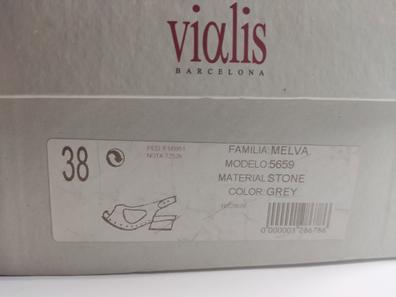 vialis
BARCELONA
38
FAMILIA:MELVA
MODELO:5659
MATERIAL:STONE
COLOR:GREY